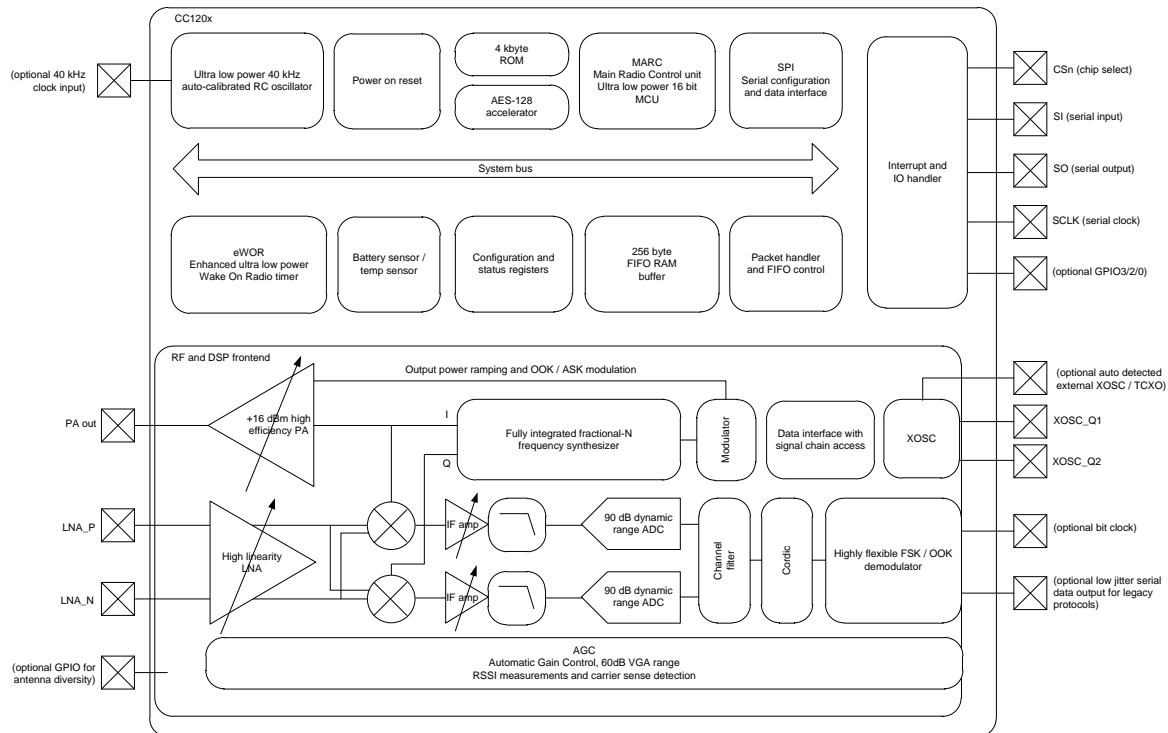 CC120x
(optional 40 kHz
clock input)
Ultra low power 40 kHz
auto-calibrated RC oscillator
Power on reset
4 kbyte
ROM
AES-128
accelerator
MARC
Main Radio Control unit
Ultra low power 16 bit
MCU
SPI
Serial configuration
and data interface
Interrupt and
IO handler
CSn (chip select)
SI (serial input)
SO (serial output)
SCLK (serial clock)
(optional GPIO3/2/0)
System bus
eWOR
Enhanced ultra low power
Wake On Radio timer
Battery sensor /
temp sensor
Configuration and
status registers
256 byte
FIFO RAM
buffer
Packet handler
and FIFO control
RF and DSP frontend
Output power ramping and OOK / ASK modulation
(optional auto detected
external XOSC / TCXO)
PA out
+16 dBm high
efficiency PA
I
Q
Fully integrated fractional-N
frequency synthesizer
Modulator
Data interface with
signal chain access
XOSC
XOSC_Q1
XOSC_Q2
LNA_P
LNA_N
High linearity
LNA
IF amp
90 dB dynamic
range ADC
IF amp
90 dB dynamic
range ADC
Channel
filter
Cordic
Highly flexible FSK / OOK
demodulator
(optional bit clock)
(optional low jitter serial
data output for legacy
protocols)
(optional GPIO for
antenna diversity)
AGC
Automatic Gain Control, 60dB VGA range
RSSI measurements and carrier sense detection